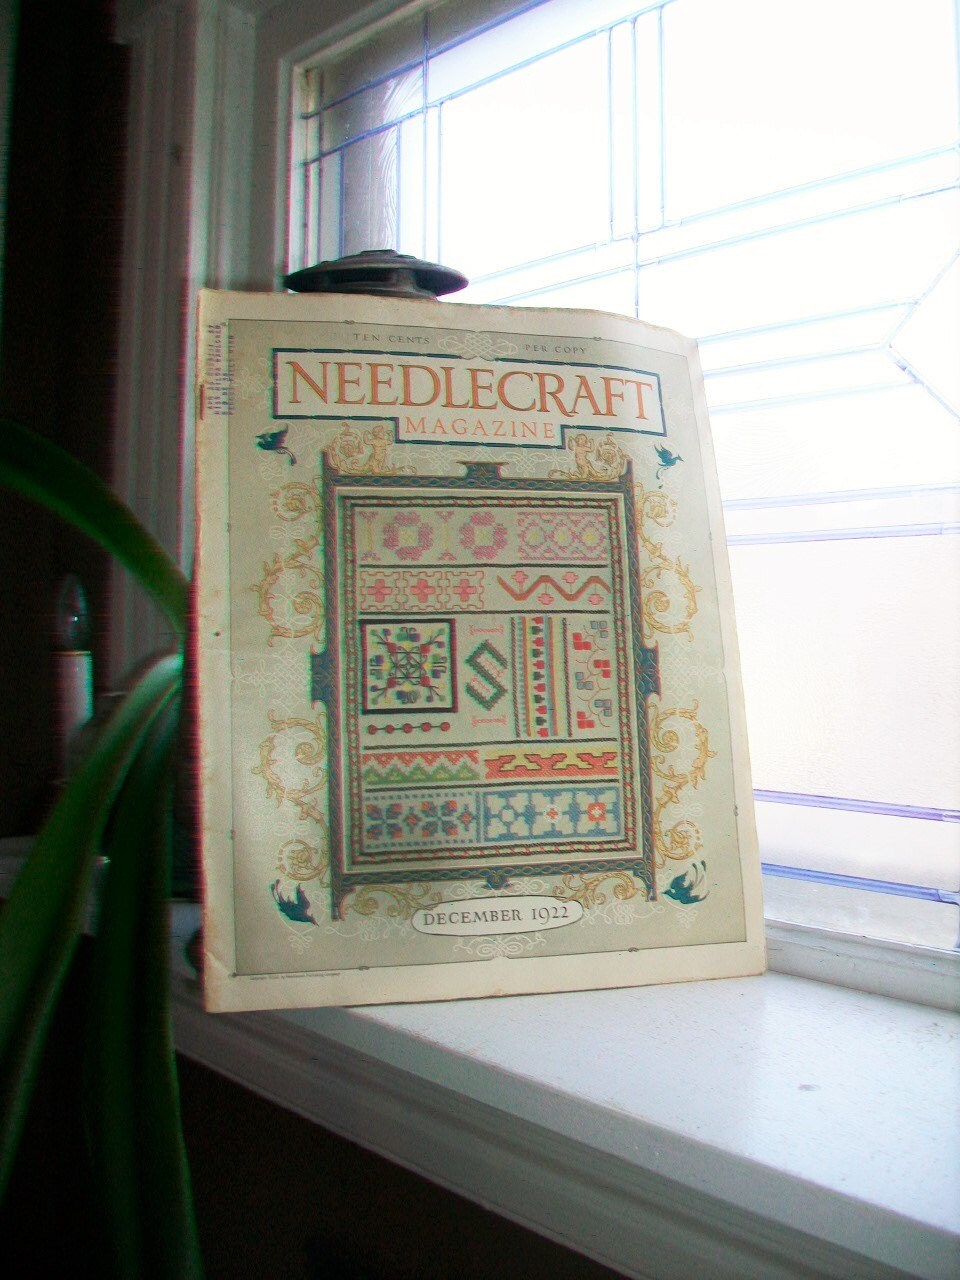 TEN CENTS PER COPY
NEEDLECRAFT
MAGAZINE
S
DECEMBER 1922